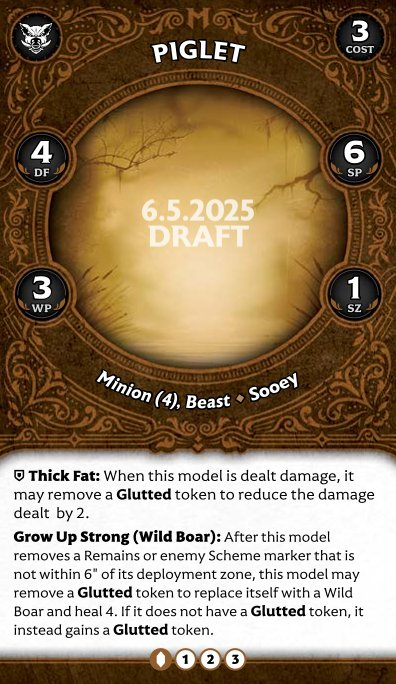 PIGLET
3
COST
4
DF
6
SP
6.5.2025
DRAFT
3
WP
1
SZ
Minion (4), Beast ♦ Sooey
Thick Fat: When this model is dealt damage, it
may remove a Glutted token to reduce the damage
dealt by 2.
Grow Up Strong (Wild Boar): After this model
removes a Remains or enemy Scheme marker that is
not within 6" of its deployment zone, this model may
remove a Glutted token to replace itself with a Wild
Boar and heal 4. If it does not have a Glutted token, it
instead gains a Glutted token.
1 2 3